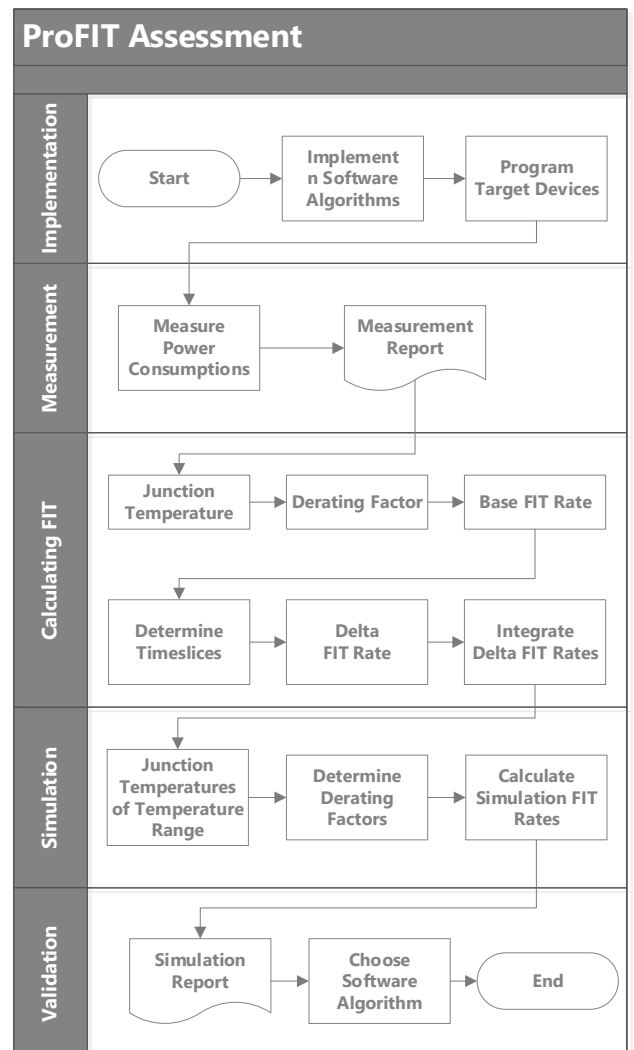 ProFIT Assessment
Implementation
Start
Implement
n Software
Algorithms
Program
Target Devices
Measurement
Measure
Power
Consumptions
Measurement
Report
Calculating FIT
Junction
Temperature
Derating Factor
Base FIT Rate
Determine
Timeslices
Delta
FIT Rate
Integrate
Delta FIT Rates
Simulation
Junction
Temperatures
of Temperature
Range
Determine
Derating
Factors
Calculate
Simulation FIT
Rates
Validation
Simulation
Report
Choose
Software
Algorithm
End